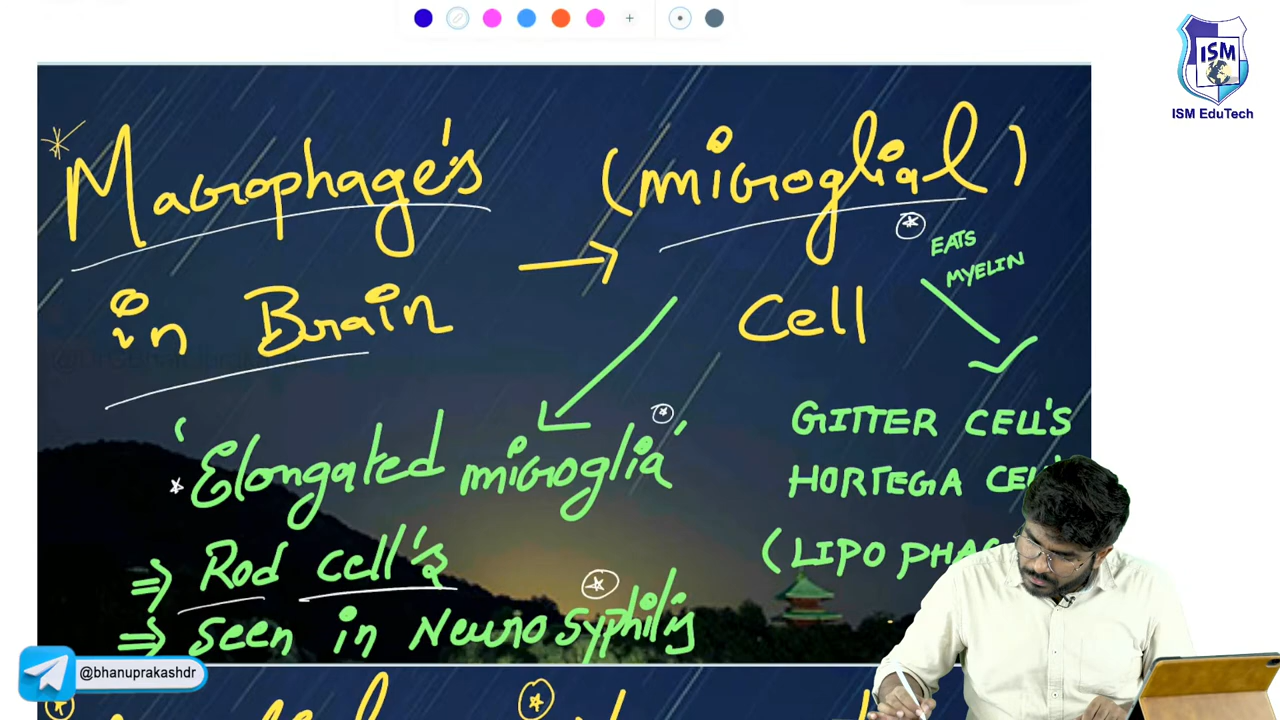 ISM
ISM EduTech
* Macrophage's (microglial)
in Brain → Cell
EATS
MYELIN
'Elongated microglia'
⇒ Rod cell's
⇒ seen in Neurosyphilis
GITTER CELL'S
HORTEGA
(LIPO
@bhanuprakashdr